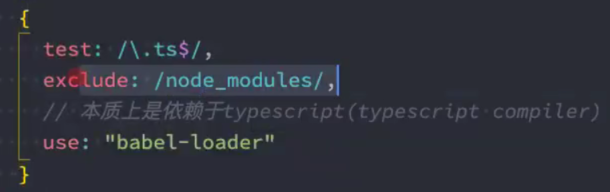 {
test: /\.ts$/,
exclude: /node_modules/,
// 本质上是依赖于typescript(typescript compiler)
use: "babel-loader"
}